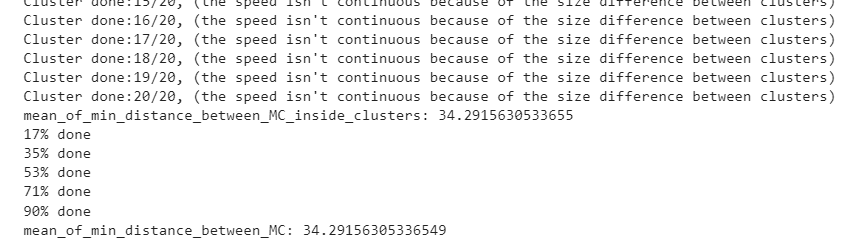 Cluster done:15/20, (the speed isn't continuous because of the size difference between clusters)
Cluster done:16/20, (the speed isn't continuous because of the size difference between clusters)
Cluster done:17/20, (the speed isn't continuous because of the size difference between clusters)
Cluster done:18/20, (the speed isn't continuous because of the size difference between clusters)
Cluster done:19/20, (the speed isn't continuous because of the size difference between clusters)
Cluster done:20/20, (the speed isn't continuous because of the size difference between clusters)
mean_of_min_distance_between_MC_inside_clusters: 34.2915630533655
17% done
35% done
53% done
71% done
90% done
mean_of_min_distance_between_MC: 34.29156305336549